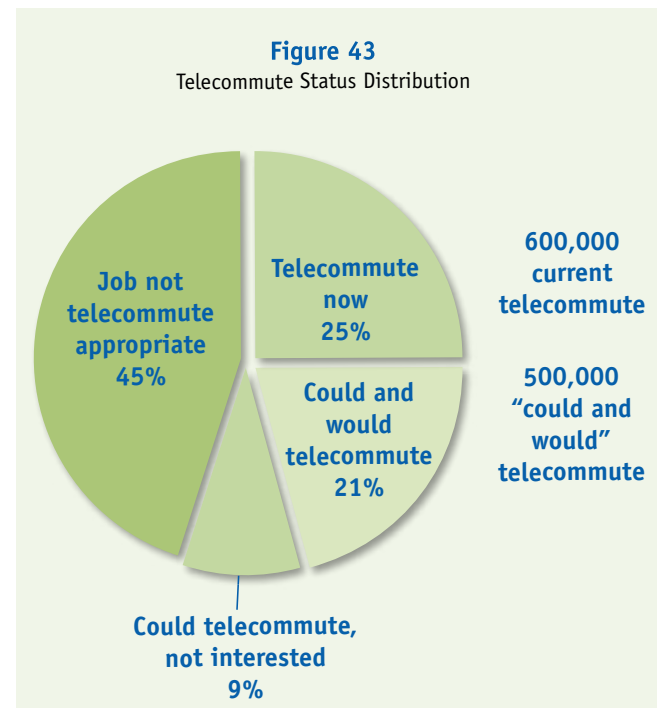 Figure 43
Telecommute Status Distribution
Job not
telecommute
appropriate
45%
Telecommute
now
25%
600,000
current
telecommute
Could and
would
telecommute
21%
500,000
“could and
would”
telecommute
Could telecommute,
not interested
9%